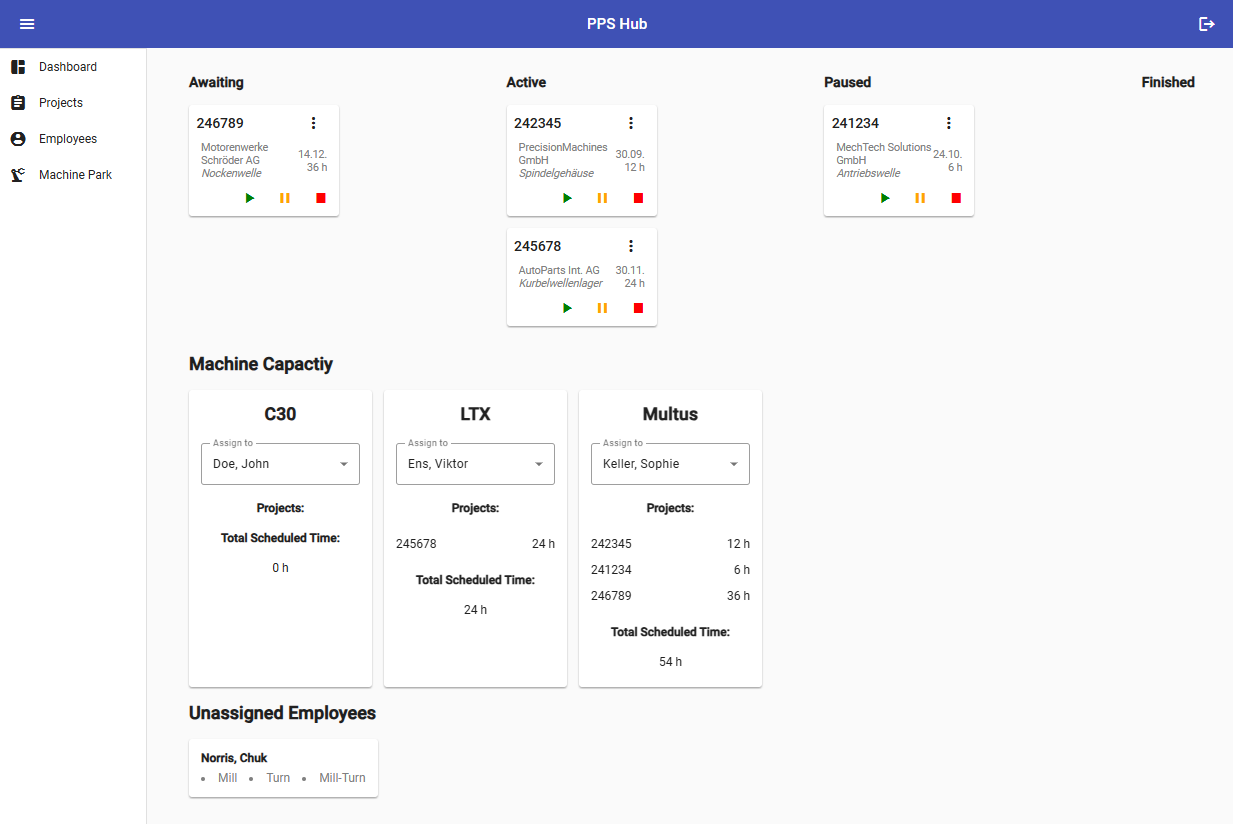 PPS Hub
Dashboard
Projects
Employees
Machine Park
Awaiting
246789
Motorenwerke
Schröder AG
Nockenwelle
14.12.
36 h
Active
242345
PrecisionMachines
GmbH
Spindelgehäuse
30.09.
12 h
245678
AutoParts Int. AG
Kurbelwellenlager
30.11.
24 h
Paused
241234
MechTech Solutions
GmbH
Antriebswelle
24.10.
6 h
Finished
Machine Capactiy
C30
Assign to
Doe, John
Projects:
Total Scheduled Time:
0 h
LTX
Assign to
Ens, Viktor
Projects:
245678 24 h
Total Scheduled Time:
24 h
Multus
Assign to
Keller, Sophie
Projects:
242345 12 h
241234 6 h
246789 36 h
Total Scheduled Time:
54 h
Unassigned Employees
Norris, Chuk
• Mill • Turn • Mill-Turn